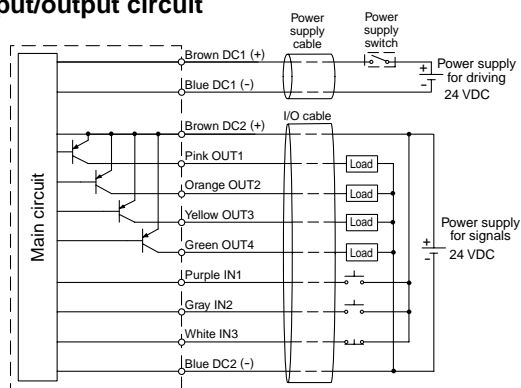 put/output circuit
Power supply cable
Power supply switch
Brown DC1 (+)
Power supply for driving 24 VDC
+
-
Blue DC1 (-)
I/O cable
Brown DC2 (+)
Pink OUT1
Load
Orange OUT2
Load
Yellow OUT3
Load
Green OUT4
Load
Main circuit
Power supply for signals 24 VDC
+
-
Purple IN1
Gray IN2
White IN3
Blue DC2 (-)